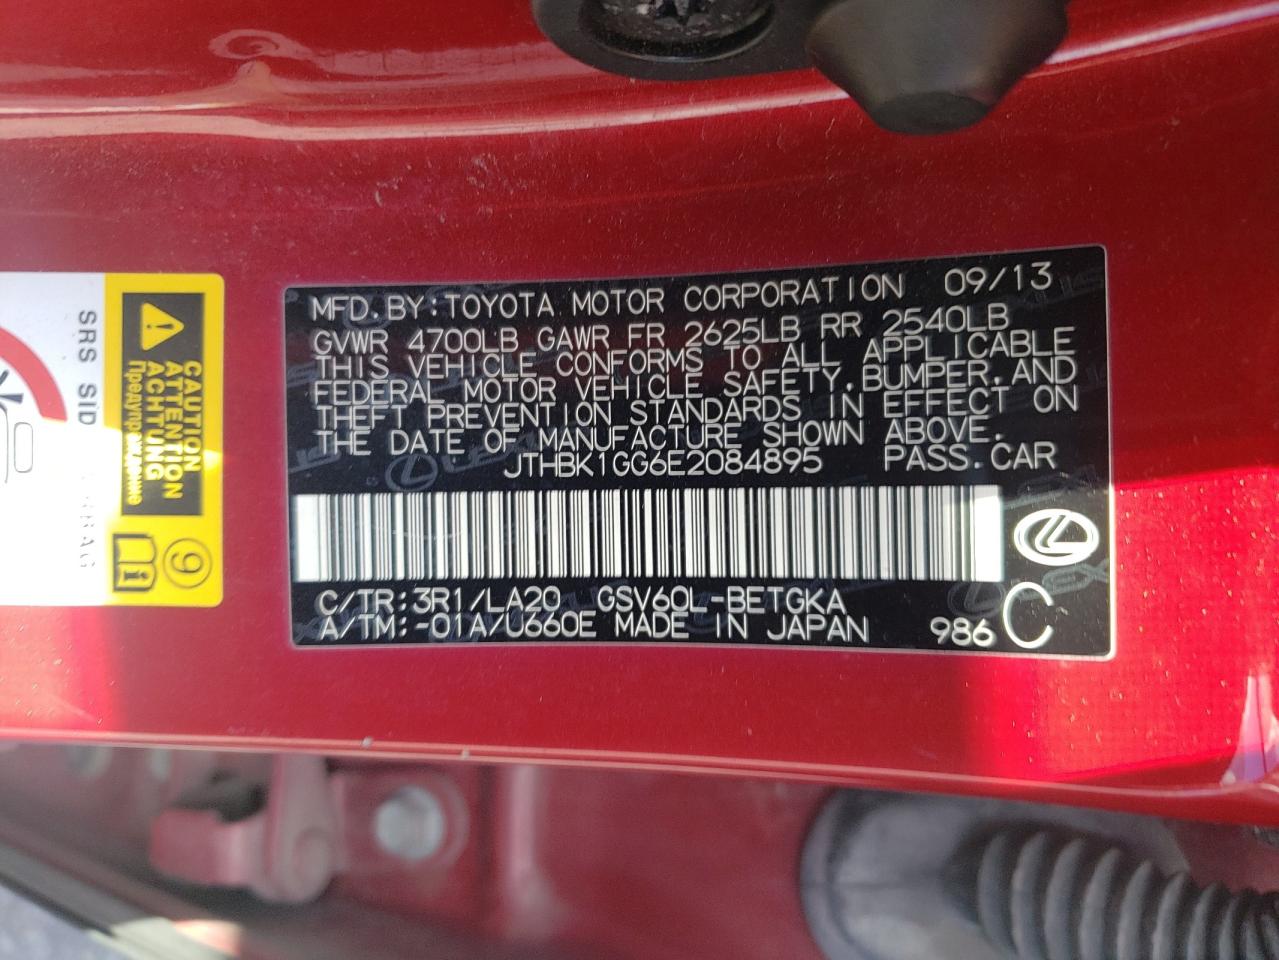 MFD. BY: TOYOTA MOTOR CORPORATION 09/13
GVWR 4700LB GAWR FR 2625LB RR 2540LB
THIS VEHICLE CONFORMS TO ALL APPLICABLE
FEDERAL MOTOR VEHICLE SAFETY, BUMPER, AND
THEFT PREVENTION STANDARDS IN EFFECT ON
THE DATE OF MANUFACTURE SHOWN ABOVE.
JTHBK1GG6E2084895 PASS. CAR
C/TR: 3R1/LA20 GSV60L-BETGKA
A/TM: -01A/U660E MADE IN JAPAN 986 C
CAUTION
ATTENTION
ACHTUNG
Предупреждение
9
SRS